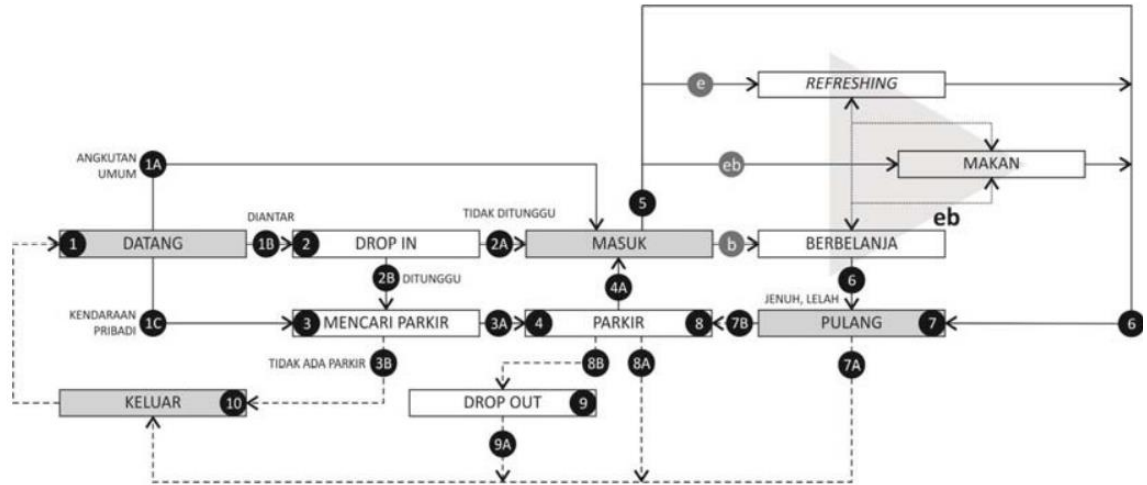 e
REFRESHING
ANGKUTAN
UMUM
1A
eb
MAKAN
5
eb
DIANTAR
TIDAK DITUNGGU
1
DATANG
1B
2
DROP IN
2A
MASUK
b
BERBELANJA
2B
DITUNGGU
4A
6
JENUH, LELAH
KENDARAAN
PRIBADI
1C
3
MENCARI PARKIR
3A
4
PARKIR
8
7B
PULANG
7
6
TIDAK ADA PARKIR
3B
8B
8A
7A
KELUAR
10
DROP OUT
9
9A